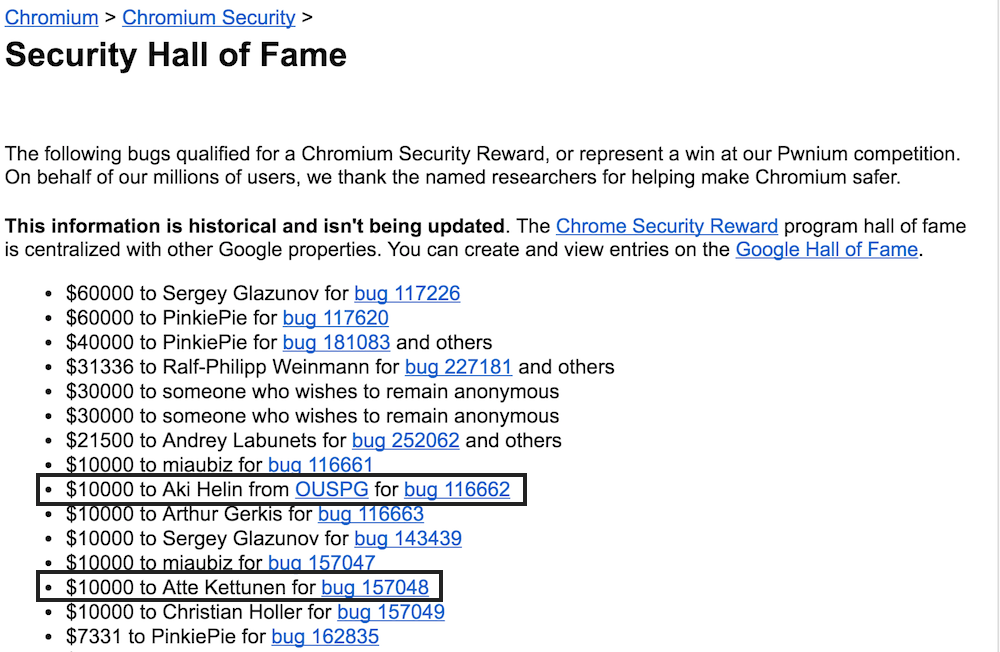 Chromium > Chromium Security >
Security Hall of Fame
The following bugs qualified for a Chromium Security Reward, or represent a win at our Pwnium competition.
On behalf of our millions of users, we thank the named researchers for helping make Chromium safer.
This information is historical and isn't being updated. The Chrome Security Reward program hall of fame
is centralized with other Google properties. You can create and view entries on the Google Hall of Fame.
• $60000 to Sergey Glazunov for bug 117226
• $60000 to PinkiePie for bug 117620
• $40000 to PinkiePie for bug 181083 and others
• $31336 to Ralf-Philipp Weinmann for bug 227181 and others
• $30000 to someone who wishes to remain anonymous
• $30000 to someone who wishes to remain anonymous
• $21500 to Andrey Labunets for bug 252062 and others
• $10000 to miaubiz for bug 116661
• $10000 to Aki Helin from OUSPG for bug 116662
• $10000 to Arthur Gerkis for bug 116663
• $10000 to Sergey Glazunov for bug 143439
• $10000 to miaubiz for bug 157047
• $10000 to Atte Kettunen for bug 157048
• $10000 to Christian Holler for bug 157049
• $7331 to PinkiePie for bug 162835